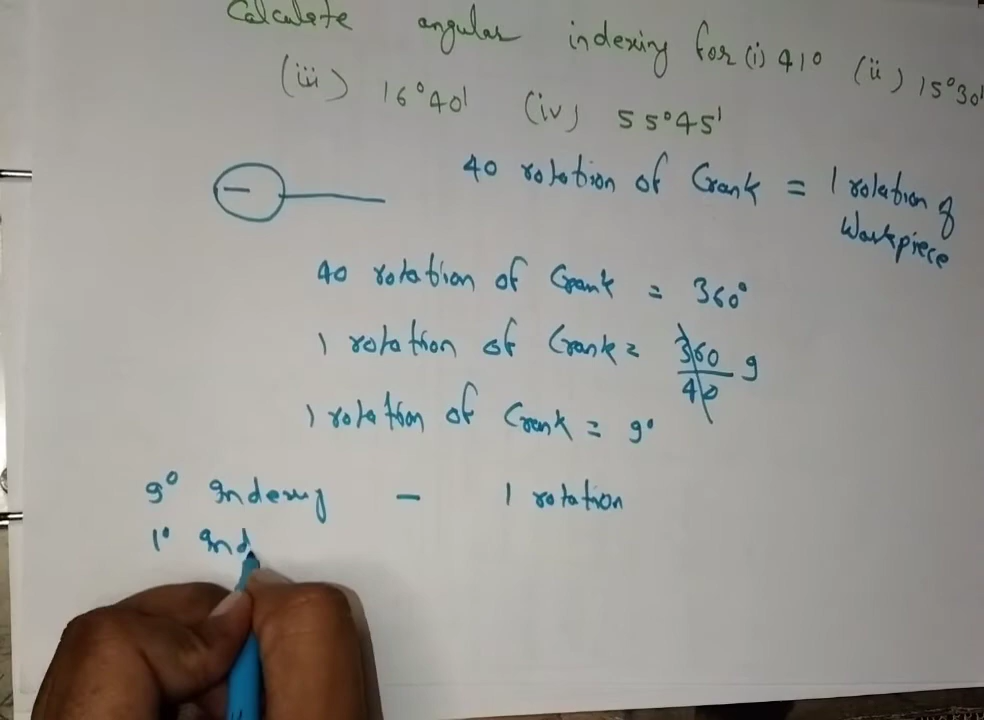 Calculate angular indexing for (i) 41° (ii) 15°30'
(iii) 16°40' (iv) 55°45'
40 rotation of Crank = 1 rotation of
Workpiece
40 rotation of Crank = 360°
1 rotation of Crank = 360/40 9
1 rotation of Crank = 9°
9° Indexing - 1 rotation
1° Ind